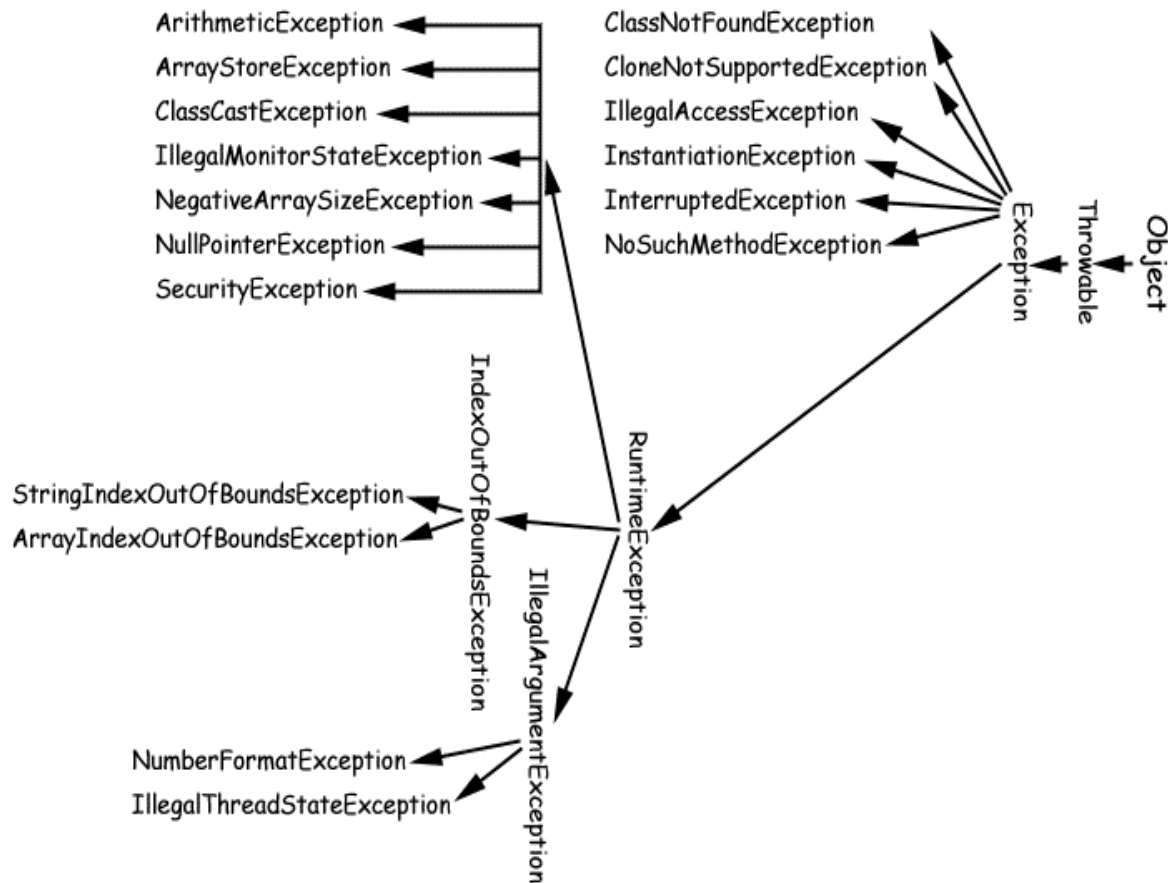 ArithmeticException
ArrayStoreException
ClassCastException
IllegalMonitorStateException
NegativeArraySizeException
NullPointerException
SecurityException
ClassNotFoundException
CloneNotSupportedException
IllegalAccessException
InstantiationException
InterruptedException
NoSuchMethodException
Exception
Throwable
Object
IndexOutOfBoundsException
RuntimeException
StringIndexOutOfBoundsException
ArrayIndexOutOfBoundsException
IllegalArgumentException
NumberFormatException
IllegalThreadStateException